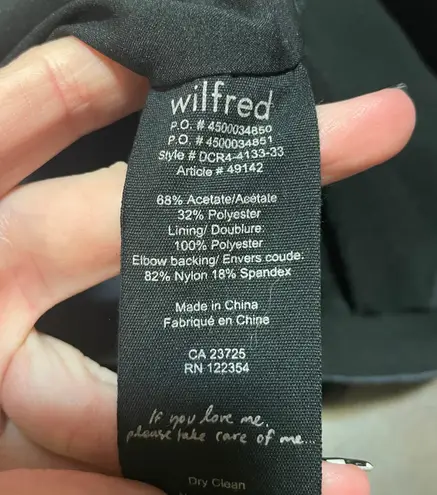 wilfred
P.O. # 4500034850
P.O. # 4500034851
Style # DCR4-4133-33
Article # 49142
68% Acetate/Acétate
32% Polyester
Lining/ Doublure:
100% Polyester
Elbow backing/ Envers coude:
82% Nylon 18% Spandex
Made in China
Fabriqué en Chine
CA 23725
RN 122354
If you love me,
please take care of me...
Dry Clean